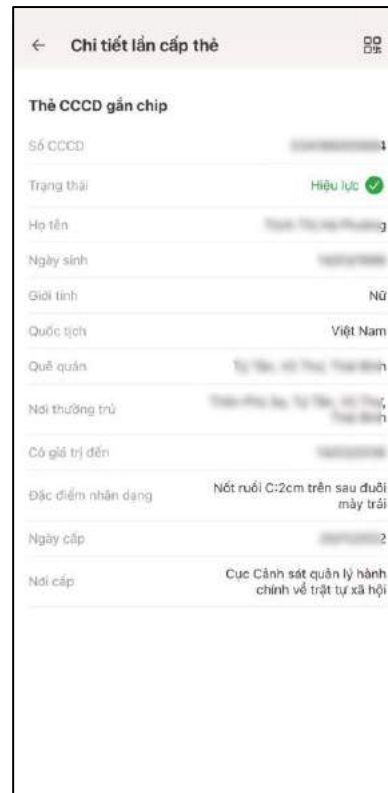 Chi tiết lần cấp thẻ
Thẻ CCCD gắn chip
Số CCCD
4
Trạng thái Hiệu lực
Họ tên
g
Ngày sinh
Giới tính Nữ
Quốc tịch Việt Nam
Quê quán
h
Nơi thường trú
h
Có giá trị đến
Đặc điểm nhân dạng Nốt ruồi C:2cm trên sau đuôi
mày trái
Ngày cấp
2
Nơi cấp Cục Cảnh sát quản lý hành
chính về trật tự xã hội